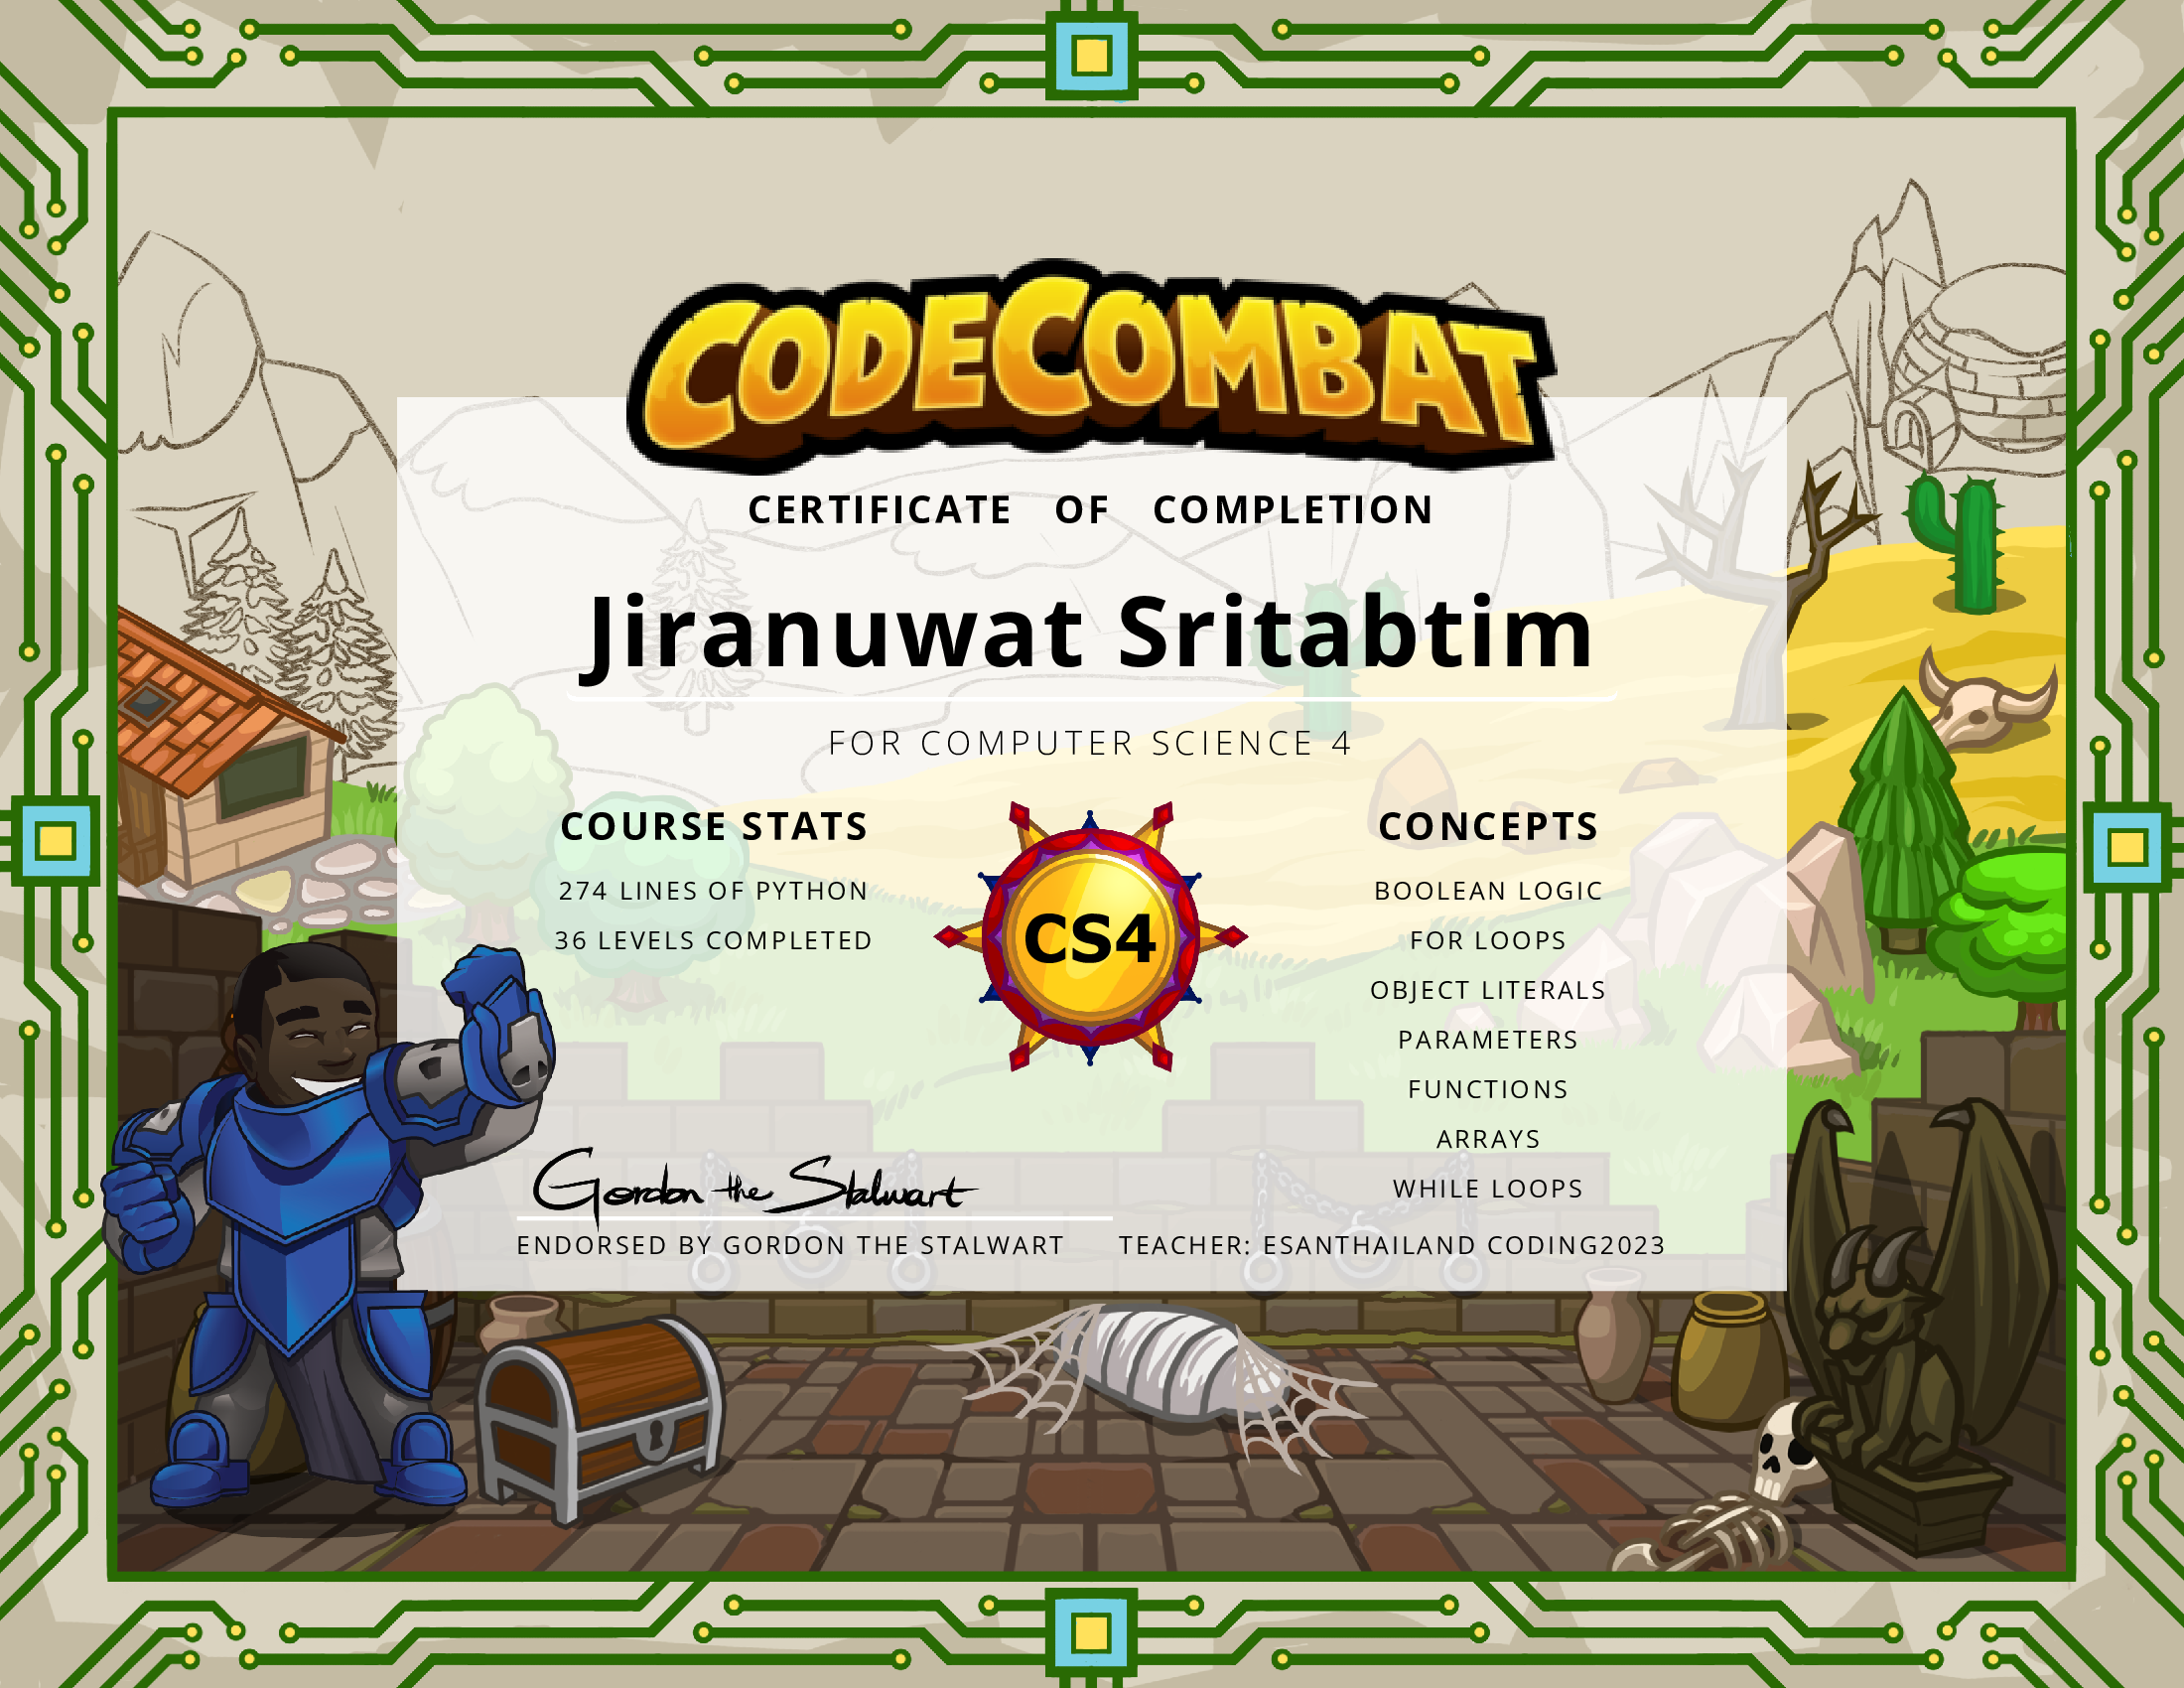 CODECOMBAT
CERTIFICATE OF COMPLETION
Jiranuwat Sritabtim
FOR COMPUTER SCIENCE 4
COURSE STATS
274 LINES OF PYTHON
36 LEVELS COMPLETED
CS4
CONCEPTS
BOOLEAN LOGIC
FOR LOOPS
OBJECT LITERALS
PARAMETERS
FUNCTIONS
ARRAYS
WHILE LOOPS
Gordon the Stalwart
ENDORSED BY GORDON THE STALWART
TEACHER: ESANTHAILAND CODING2023